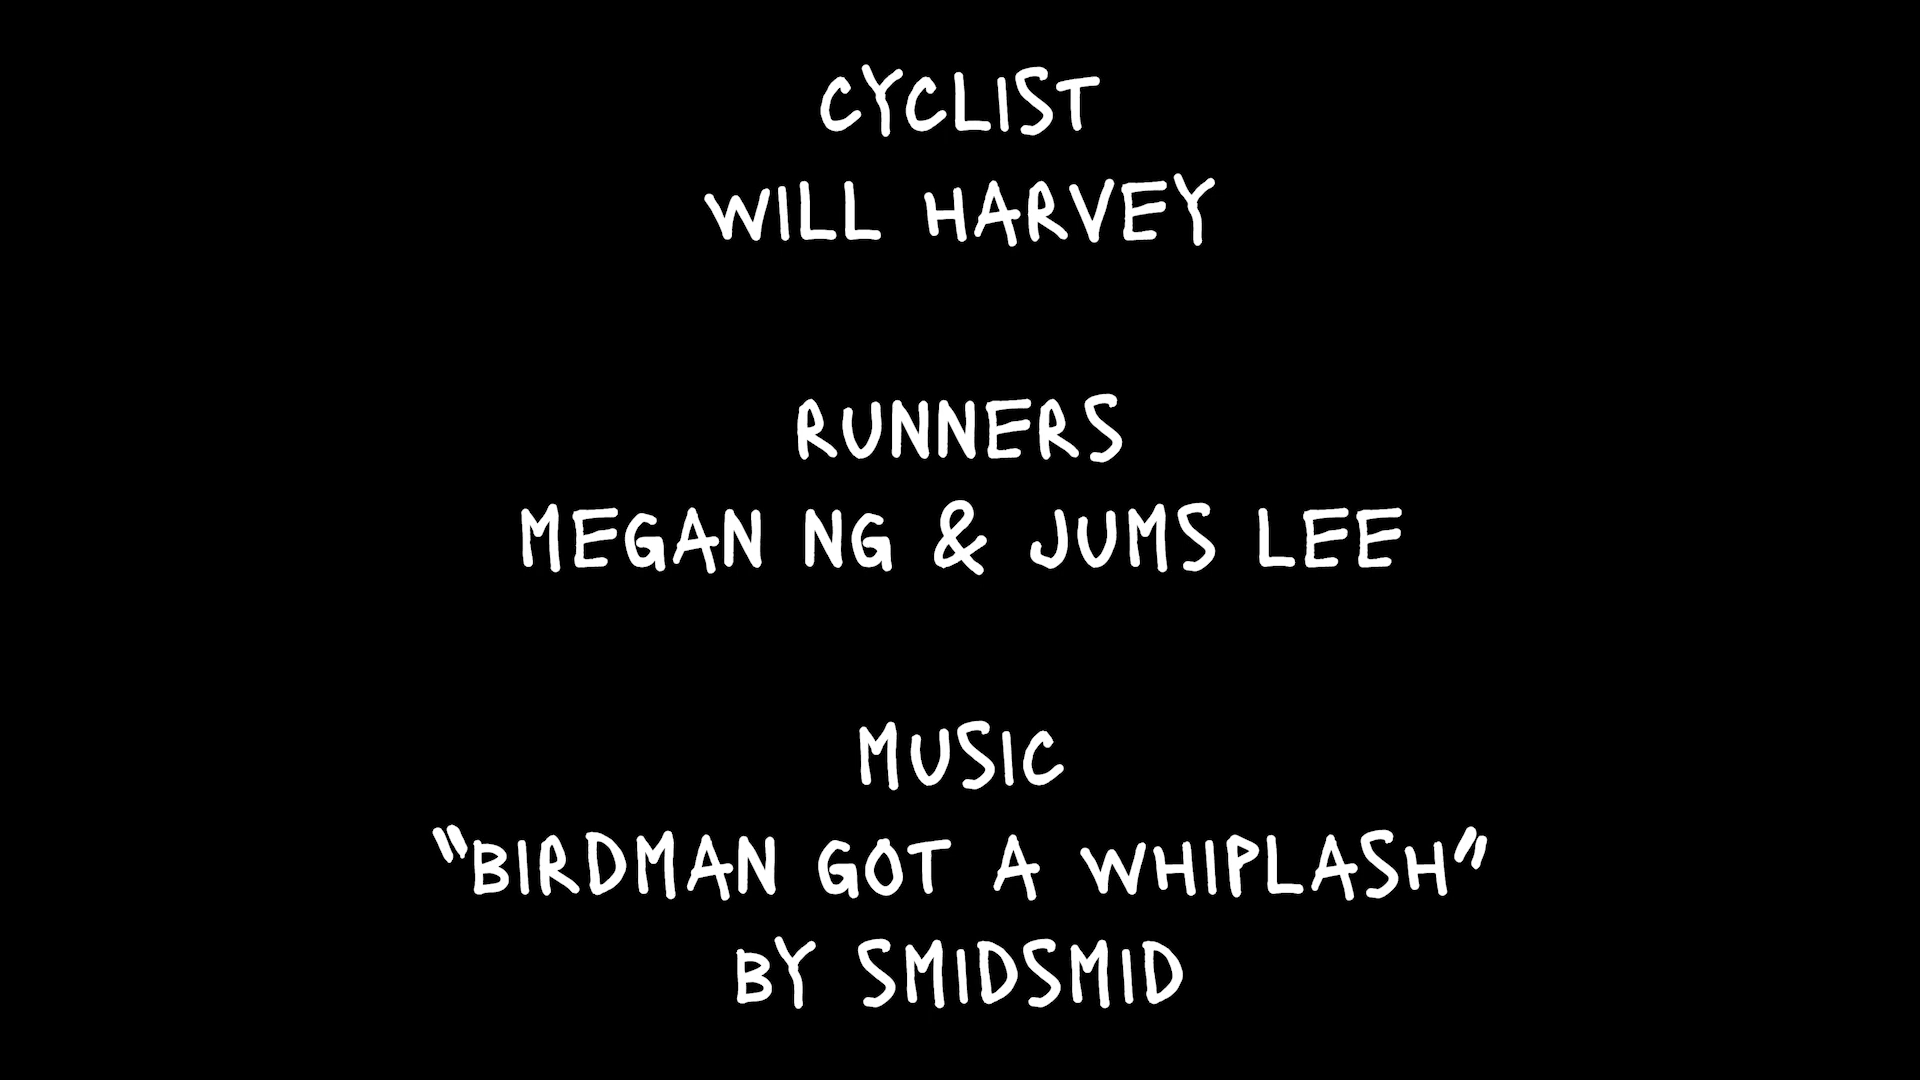 CYCLIST
WILL HARVEY
RUNNERS
MEGAN NG & JUMS LEE
MUSIC
"BIRDMAN GOT A WHIPLASH"
BY SMIDSMID